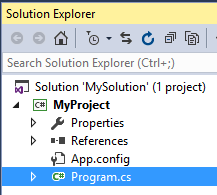 Solution Explorer
Search Solution Explorer (Ctrl+;)
Solution 'MySolution' (1 project)
C# MyProject
Properties
References
App.config
C# Program.cs